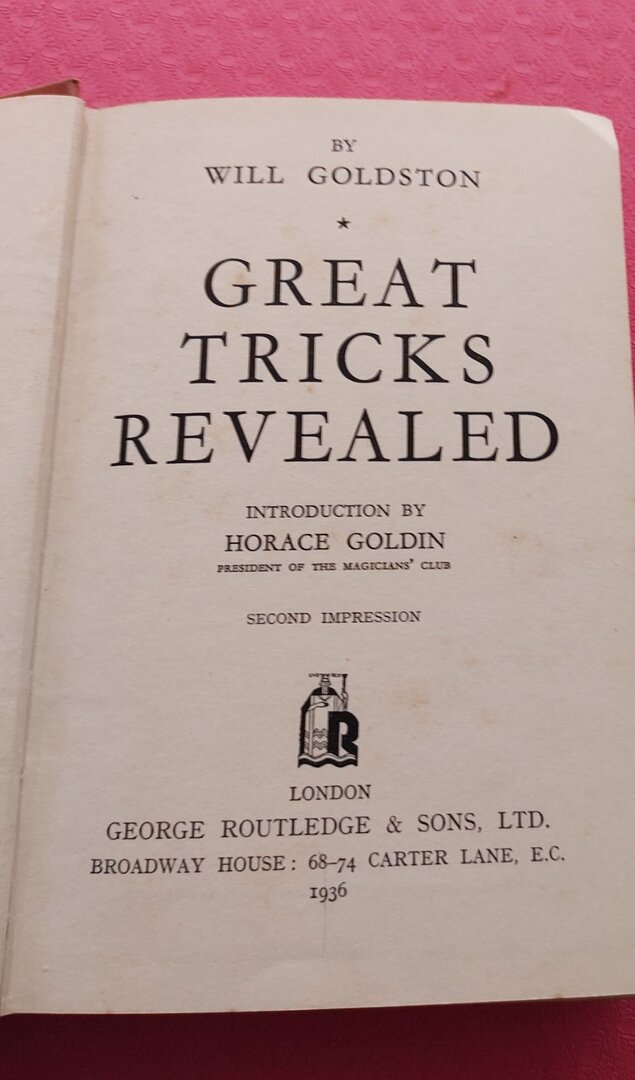 BY
WILL GOLDSTON
★
GREAT
TRICKS
REVEALED
INTRODUCTION BY
HORACE GOLDIN
PRESIDENT OF THE MAGICIANS' CLUB
SECOND IMPRESSION
R
LONDON
GEORGE ROUTLEDGE & SONS, LTD.
BROADWAY HOUSE: 68–74 CARTER LANE, E.C.
1936